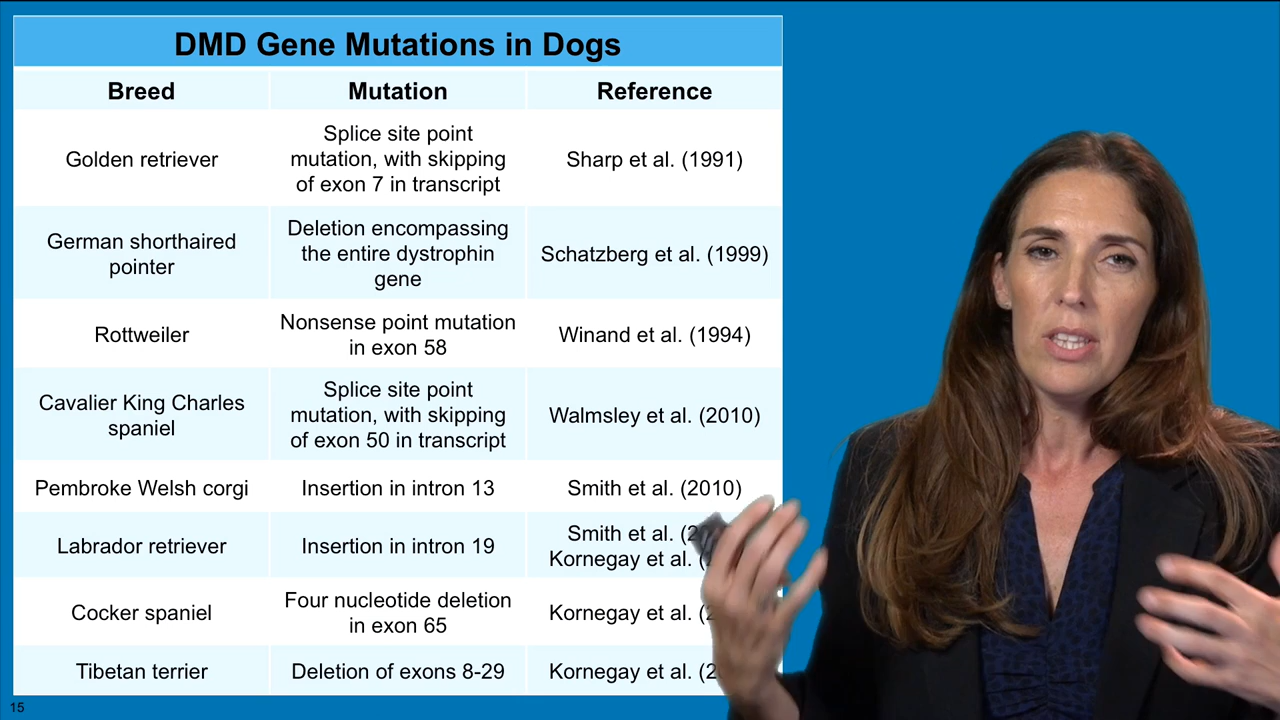 DMD Gene Mutations in Dogs
Breed Mutation Reference
Golden retriever
Splice site point
mutation, with skipping
of exon 7 in transcript
Sharp et al. (1991)
German shorthaired
pointer
Deletion encompassing
the entire dystrophin
gene
Schatzberg et al. (1999)
Rottweiler
Nonsense point mutation
in exon 58
Winand et al. (1994)
Cavalier King Charles
spaniel
Splice site point
mutation, with skipping
of exon 50 in transcript
Walmsley et al. (2010)
Pembroke Welsh corgi
Insertion in intron 13
Smith et al. (2010)
Labrador retriever
Insertion in intron 19
Smith et al.
Kornegay et al.
Cocker spaniel
Four nucleotide deletion
in exon 65
Kornegay et al.
Tibetan terrier
Deletion of exons 8-29
Kornegay et al.
15